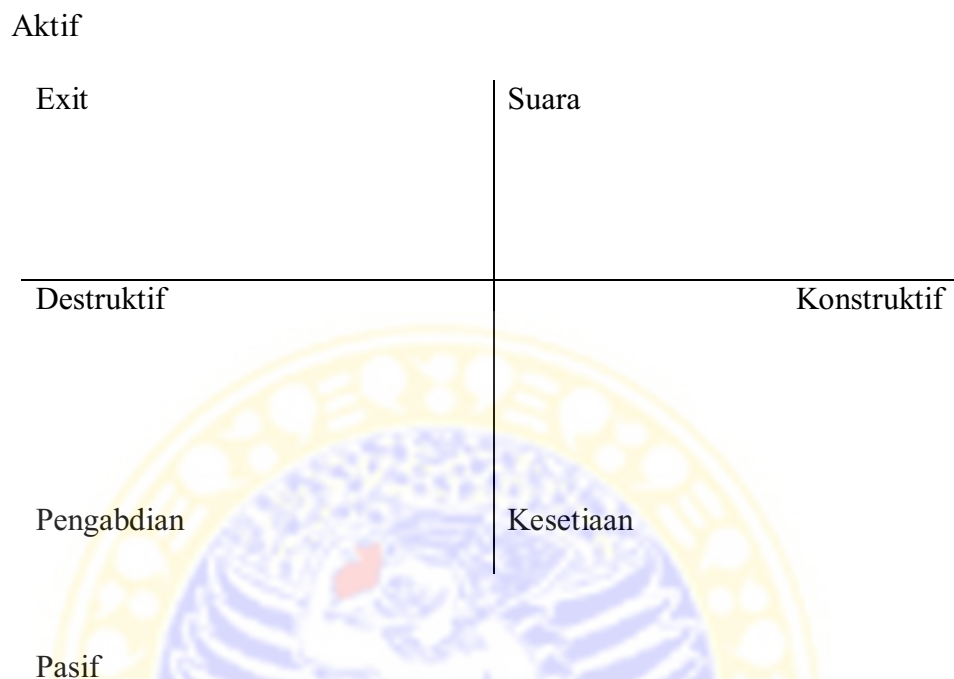 Aktif
Exit Suara
Destruktif Konstruktif
Pengabdian Kesetiaan
Pasif